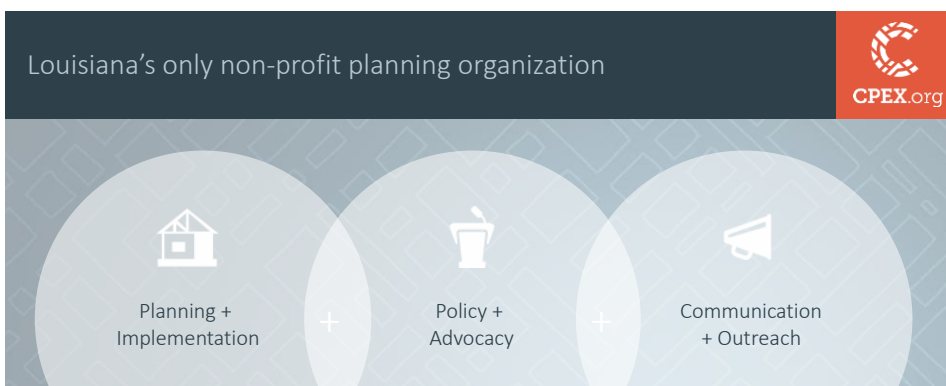 Louisiana’s only non-profit planning organization
CPEX.org
Planning +
Implementation
+
Policy +
Advocacy
+
Communication
+ Outreach